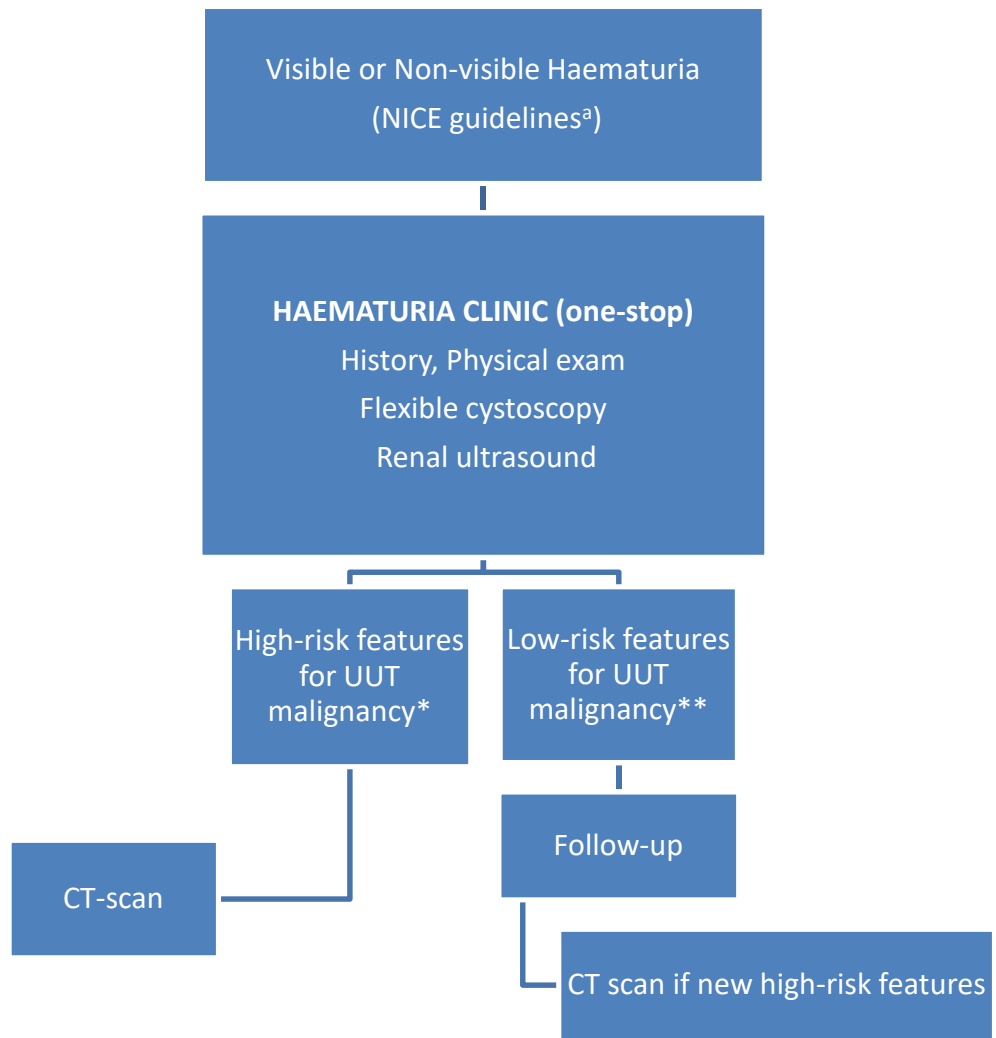 Visible or Non-visible Haematuria
(NICE guidelinesᵃ)
HAEMATURIA CLINIC (one-stop)
History, Physical exam
Flexible cystoscopy
Renal ultrasound
High-risk features
for UUT
malignancy*
Low-risk features
for UUT
malignancy**
Follow-up
CT-scan
CT scan if new high-risk features